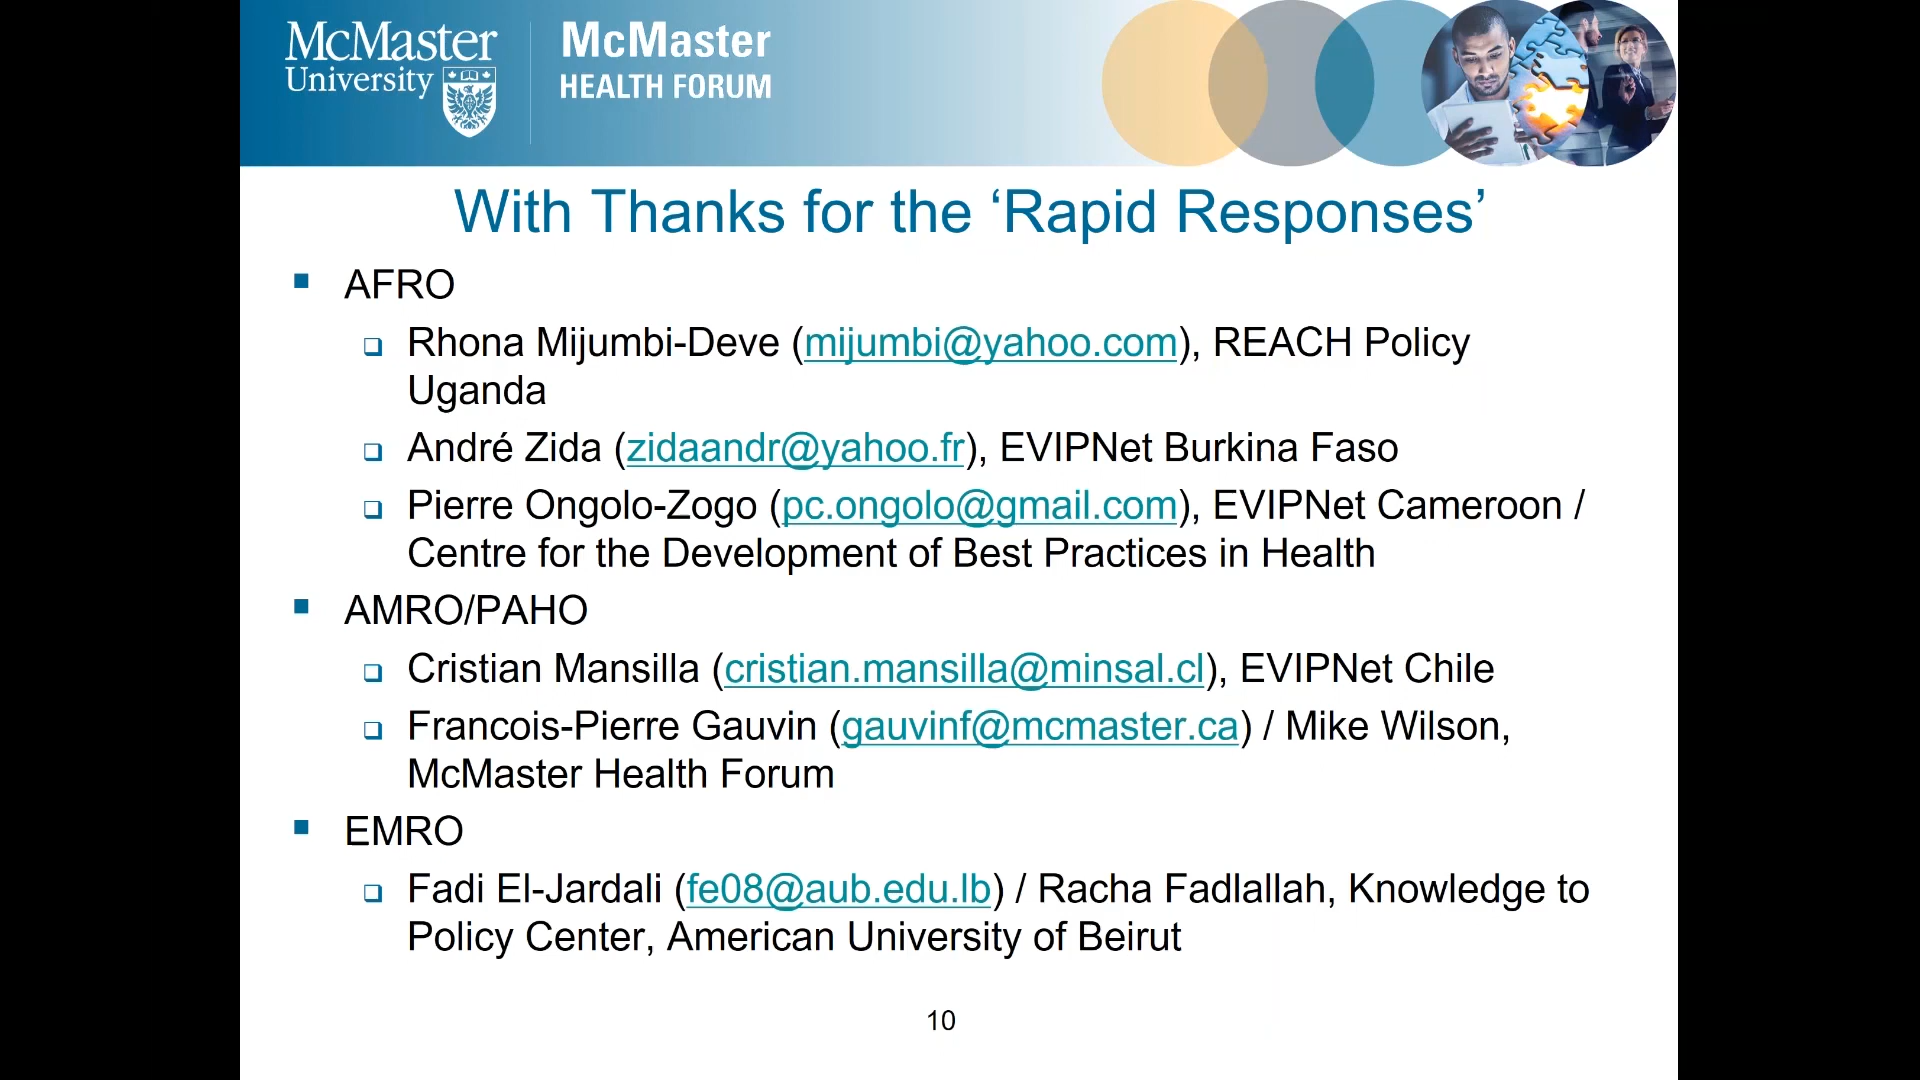 McMaster
University
McMaster
HEALTH FORUM
With Thanks for the ‘Rapid Responses’
AFRO
Rhona Mijumbi-Deve (mijumbi@yahoo.com), REACH Policy
Uganda
André Zida (zidaandr@yahoo.fr), EVIPNet Burkina Faso
Pierre Ongolo-Zogo (pc.ongolo@gmail.com), EVIPNet Cameroon /
Centre for the Development of Best Practices in Health
AMRO/PAHO
Cristian Mansilla (cristian.mansilla@minsal.cl), EVIPNet Chile
Francois-Pierre Gauvin (gauvinf@mcmaster.ca) / Mike Wilson,
McMaster Health Forum
EMRO
Fadi El-Jardali (fe08@aub.edu.lb) / Racha Fadlallah, Knowledge to
Policy Center, American University of Beirut
10